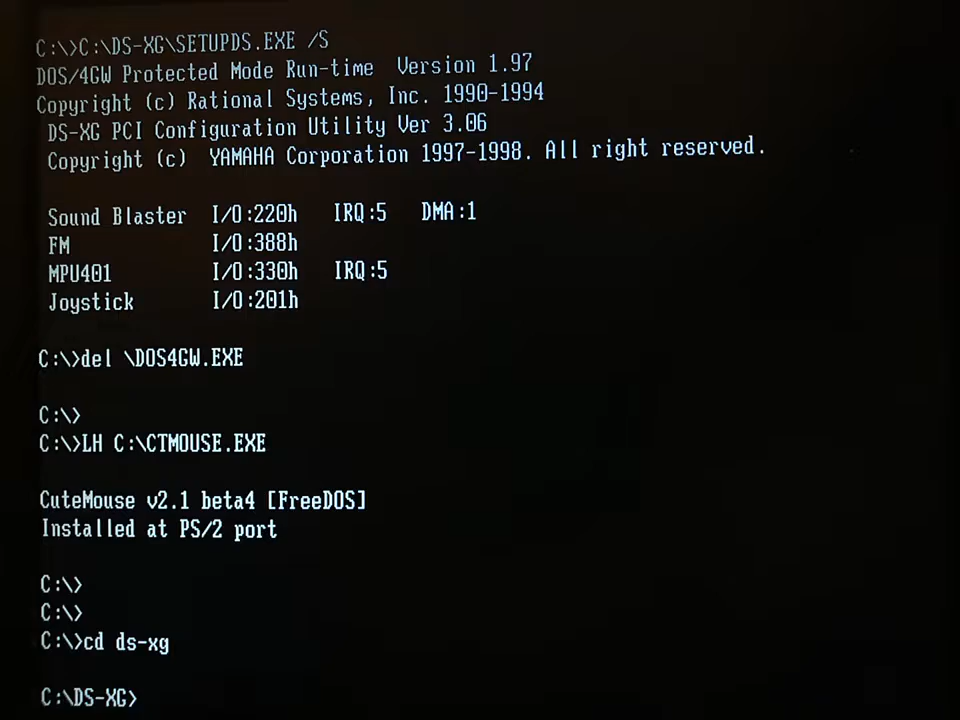 C:\>C:\DS-XG\SETUPDS.EXE /S
DOS/4GW Protected Mode Run-time  Version 1.97
Copyright (c) Rational Systems, Inc. 1990-1994
DS-XG PCI Configuration Utility Ver 3.06
Copyright (c)  YAMAHA Corporation 1997-1998. All right reserved.
Sound Blaster  I/O:220h  IRQ:5  DMA:1
FM  I/O:388h
MPU401  I/O:330h  IRQ:5
Joystick  I/O:201h
C:\>del \DOS4GW.EXE
C:\>
C:\>LH C:\CTMOUSE.EXE
CuteMouse v2.1 beta4 [FreeDOS]
Installed at PS/2 port
C:\>
C:\>
C:\>cd ds-xg
C:\DS-XG>